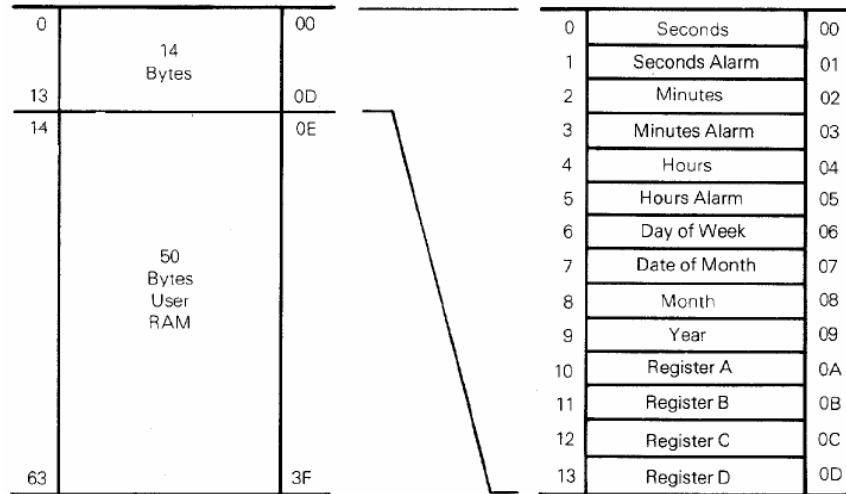 0 00
14
Bytes
13 0D
14 0E
50
Bytes
User
RAM
63 3F
0 Seconds 00
1 Seconds Alarm 01
2 Minutes 02
3 Minutes Alarm 03
4 Hours 04
5 Hours Alarm 05
6 Day of Week 06
7 Date of Month 07
8 Month 08
9 Year 09
10 Register A 0A
11 Register B 0B
12 Register C 0C
13 Register D 0D